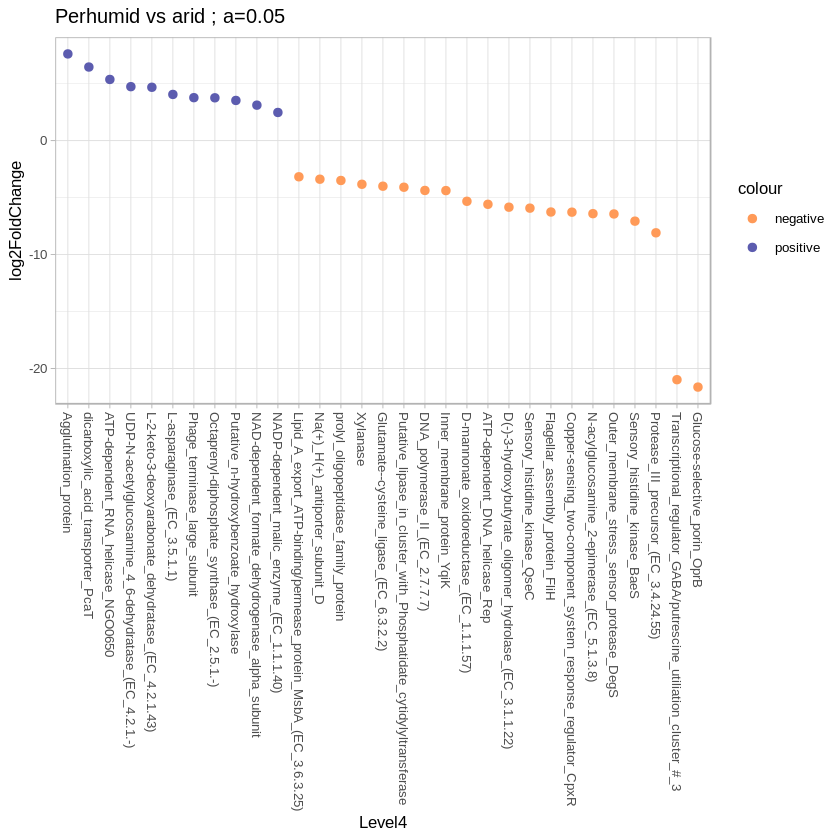 Perhumid vs arid ; a=0.05
log2FoldChange
0
-10
-20
colour
negative
positive
Agglutination_protein
dicarboxylic_acid_transporter_PcaT
ATP-dependent_RNA_helicase_NGO0650
UDP-N-acetylglucosamine_4_6-dehydratase_(EC_4.2.1.-)
L-2-keto-3-deoxyarabonate_dehydratase_(EC_4.2.1.43)
L-asparaginase_(EC_3.5.1.1)
Phage_terminase_large_subunit
Octaprenyl-diphosphate_synthase_(EC_2.5.1.-)
Putative_n-hydroxybenzoate_hydroxylase
NAD-dependent_formate_dehydrogenase_alpha_subunit
NADP-dependent_malic_enzyme_(EC_1.1.1.40)
Lipid_A_export_ATP-binding/permease_protein_MsbA_(EC_3.6.3.25)
Na(+)_H(+)_antiporter_subunit_D
prolyl_oligopeptidase_family_protein
Xylanase
Glutamate--cysteine_ligase_(EC_6.3.2.2)
Putative_lipase_in_cluster_with_Phosphatidate_cytidylyltransferase
DNA_polymerase_II_(EC_2.7.7.7)
Inner_membrane_protein_YqiK
D-mannonate_oxidoreductase_(EC_1.1.1.57)
ATP-dependent_DNA_helicase_Rep
D(-)-3-hydroxybutyrate_oligomer_hydrolase_(EC_3.1.1.22)
Sensory_histidine_kinase_QseC
Flagellar_assembly_protein_FliH
Copper-sensing_two-component_system_response_regulator_CpxR
N-acylglucosamine_2-epimerase_(EC_5.1.3.8)
Outer_membrane_stress_sensor_protease_DegS
Sensory_histidine_kinase_BaeS
Protease_III_precursor_(EC_3.4.24.55)
Transcriptional_regulator_GABA/putrescine_utilization_cluster_#_3
Glucose-selective_porin_OprB
Level4